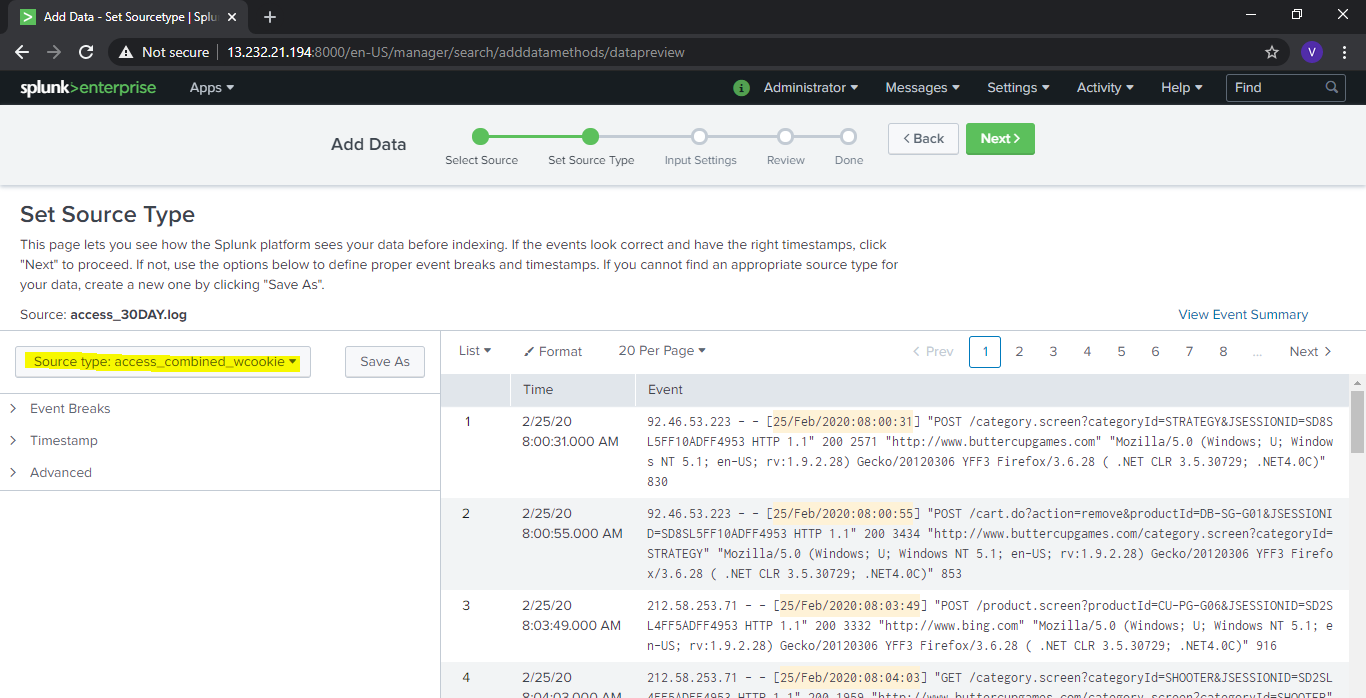 Add Data - Set Sourcetype | Splu
Not secure | 13.232.21.194:8000/en-US/manager/search/adddatamethods/datapreview
V
splunk>enterprise Apps i Administrator Messages Settings Activity Help Find
Add Data
Select Source Set Source Type Input Settings Review Done
< Back Next >
Set Source Type
This page lets you see how the Splunk platform sees your data before indexing. If the events look correct and have the right timestamps, click
"Next" to proceed. If not, use the options below to define proper event breaks and timestamps. If you cannot find an appropriate source type for
your data, create a new one by clicking "Save As".
Source: access_30DAY.log
View Event Summary
Source type: access_combined_wcookie Save As
> Event Breaks
> Timestamp
> Advanced
List Format 20 Per Page < Prev 1 2 3 4 5 6 7 8 ... Next >
Time Event
1 2/25/20 92.46.53.223 - - [25/Feb/2020:08:00:31] "POST /category.screen?categoryId=STRATEGY&JSESSIONID=SD8S
8:00:31.000 AM L5FF10ADFF4953 HTTP 1.1" 200 2571 "http://www.buttercupgames.com" "Mozilla/5.0 (Windows; U; Window
s NT 5.1; en-US; rv:1.9.2.28) Gecko/20120306 YFF3 Firefox/3.6.28 ( .NET CLR 3.5.30729; .NET4.0C)"
830
2 2/25/20 92.46.53.223 - - [25/Feb/2020:08:00:55] "POST /cart.do?action=remove&productId=DB-SG-G01&JSESSIONI
8:00:55.000 AM D=SD8SL5FF10ADFF4953 HTTP 1.1" 200 3434 "http://www.buttercupgames.com/category.screen?categoryId=
STRATEGY" "Mozilla/5.0 (Windows; U; Windows NT 5.1; en-US; rv:1.9.2.28) Gecko/20120306 YFF3 Firefo
x/3.6.28 ( .NET CLR 3.5.30729; .NET4.0C)" 853
3 2/25/20 212.58.253.71 - - [25/Feb/2020:08:03:49] "POST /product.screen?productId=CU-PG-G06&JSESSIONID=SD2S
8:03:49.000 AM L4FF5ADFF4953 HTTP 1.1" 200 3332 "http://www.bing.com" "Mozilla/5.0 (Windows; U; Windows NT 5.1; e
n-US; rv:1.9.2.28) Gecko/20120306 YFF3 Firefox/3.6.28 ( .NET CLR 3.5.30729; .NET4.0C)" 916
4 2/25/20 212.58.253.71 - - [25/Feb/2020:08:04:03] "GET /category.screen?categoryId=SHOOTER&JSESSIONID=SD2SL
8:04:03.000 AM 4FF5ADFF4953 HTTP 1.1" 200 1959 "http://www.buttercupgames.com/category.screen?categoryId=SHOOTER"